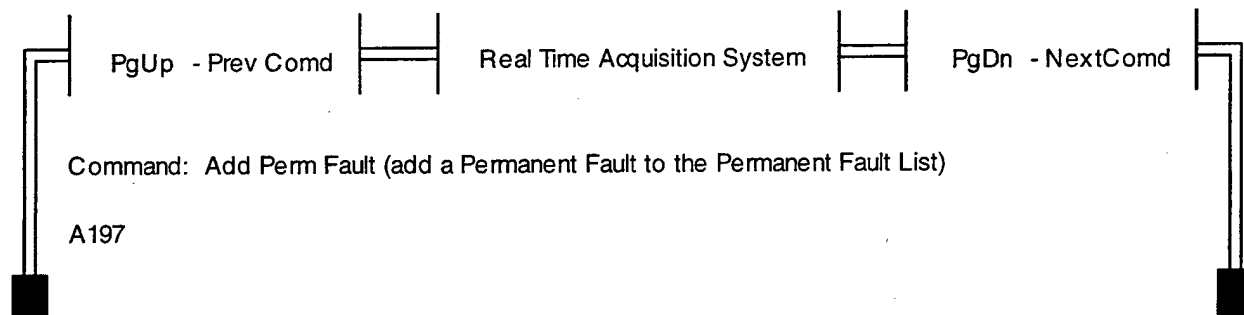 PgUp - Prev Comd Real Time Acquisition System PgDn - NextComd
Command: Add Perm Fault (add a Permanent Fault to the Permanent Fault List)
A197